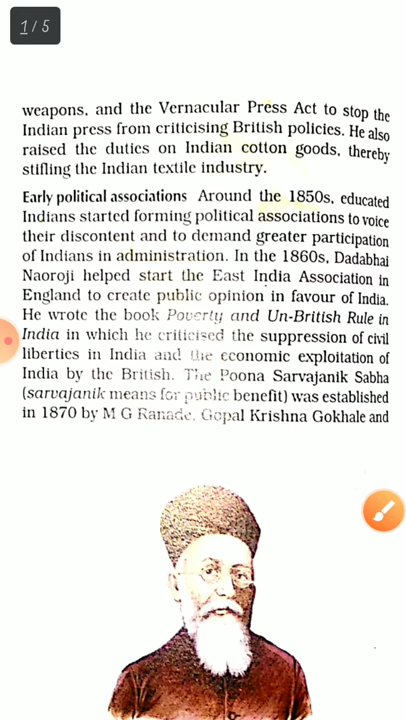 1 / 5
weapons, and the Vernacular Press Act to stop the
Indian press from criticising British policies. He also
raised the duties on Indian cotton goods, thereby
stifling the Indian textile industry.
Early political associations Around the 1850s, educated
Indians started forming political associations to voice
their discontent and to demand greater participation
of Indians in administration. In the 1860s, Dadabhai
Naoroji helped start the East India Association in
England to create public opinion in favour of India.
He wrote the book Poverty and Un-British Rule in
India in which he criticised the suppression of civil
liberties in India and the economic exploitation of
India by the British. The Poona Sarvajanik Sabha
(sarvajanik means for public benefit) was established
in 1870 by M G Ranade, Gopal Krishna Gokhale and